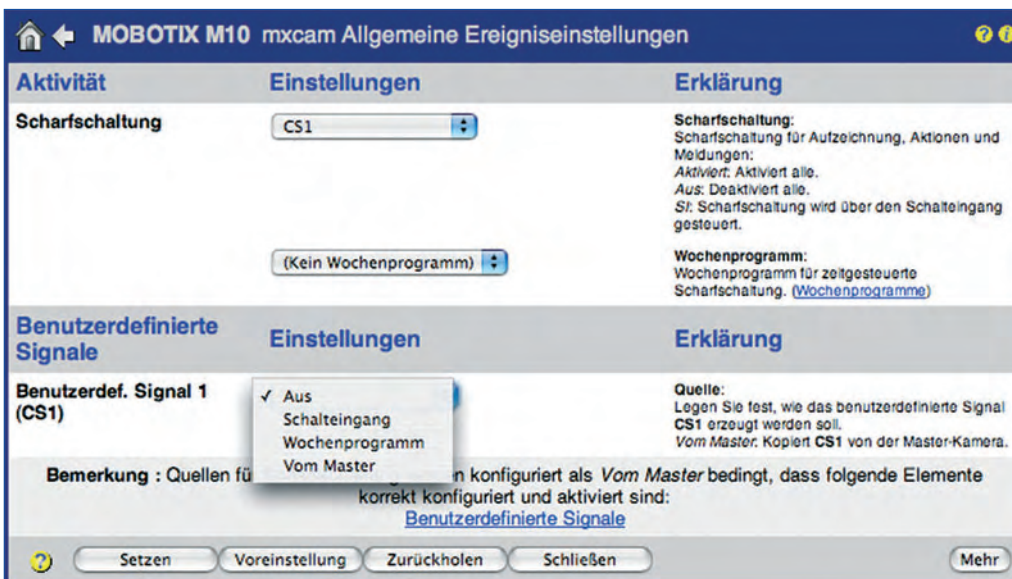 MOBOTIX M10 mxcam Allgemeine Ereigniseinstellungen
Aktivität Einstellungen Erklärung
Scharfschaltung
CS1
Scharfschaltung:
Scharfschaltung für Aufzeichnung, Aktionen und
Meldungen:
Aktiviert: Aktiviert alle.
Aus: Deaktiviert alle.
SI: Scharfschaltung wird über den Schalteingang
gesteuert.
(Kein Wochenprogramm)
Wochenprogramm:
Wochenprogramm für zeitgesteuerte
Scharfschaltung. (Wochenprogramme)
Benutzerdefinierte
Signale
Einstellungen Erklärung
Benutzerdef. Signal 1
(CS1)
✓ Aus
Schalteingang
Wochenprogramm
Vom Master
Quelle:
Legen Sie fest, wie das benutzerdefinierte Signal
CS1 erzeugt werden soll.
Vom Master: Kopiert CS1 von der Master-Kamera.
Bemerkung : Quellen konfiguriert als Vom Master bedingt, dass folgende Elemente
korrekt konfiguriert und aktiviert sind:
Benutzerdefinierte Signale
? Setzen Voreinstellung Zurückholen Schließen Mehr